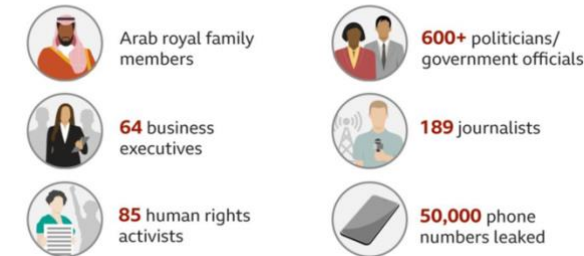 Arab royal family
members
600+ politicians/
government officials
64 business
executives
189 journalists
85 human rights
activists
50,000 phone
numbers leaked